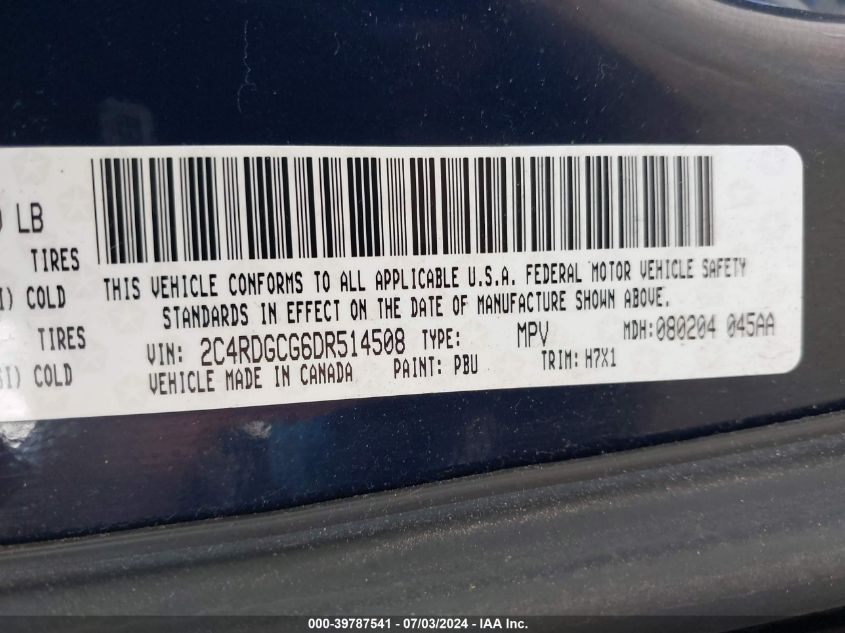 LB
TIRES
THIS VEHICLE CONFORMS TO ALL APPLICABLE U.S.A. FEDERAL MOTOR VEHICLE SAFETY
COLD
STANDARDS IN EFFECT ON THE DATE OF MANUFACTURE SHOWN ABOVE.
TIRES
VIN: 2C4RDGCG6DR514508 TYPE: MPV MDH:080204 045AA
COLD
VEHICLE MADE IN CANADA PAINT: PBU TRIM: H7X1
000-39787541 - 07/03/2024 - IAA Inc.